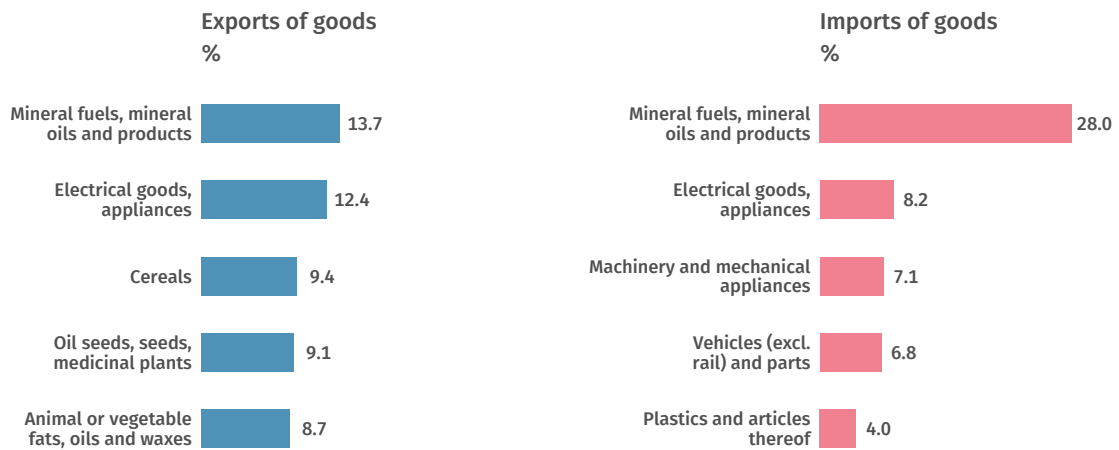 Exports of goods
%
Mineral fuels, mineral
oils and products
13.7
Electrical goods,
appliances
12.4
Cereals
9.4
Oil seeds, seeds,
medicinal plants
9.1
Animal or vegetable
fats, oils and waxes
8.7
Imports of goods
%
Mineral fuels, mineral
oils and products
28.0
Electrical goods,
appliances
8.2
Machinery and mechanical
appliances
7.1
Vehicles (excl.
rail) and parts
6.8
Plastics and articles
thereof
4.0